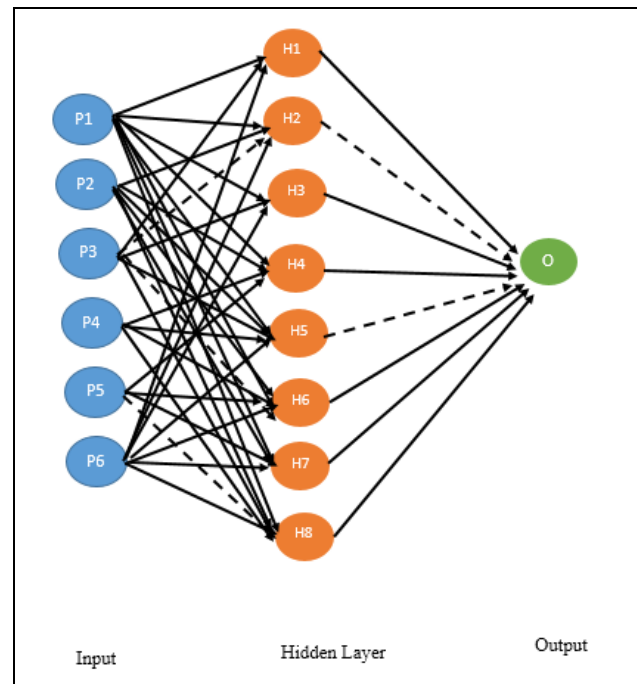 P1
P2
P3
P4
P5
P6
H1
H2
H3
H4
H5
H6
H7
H8
O
Input
Hidden Layer
Output